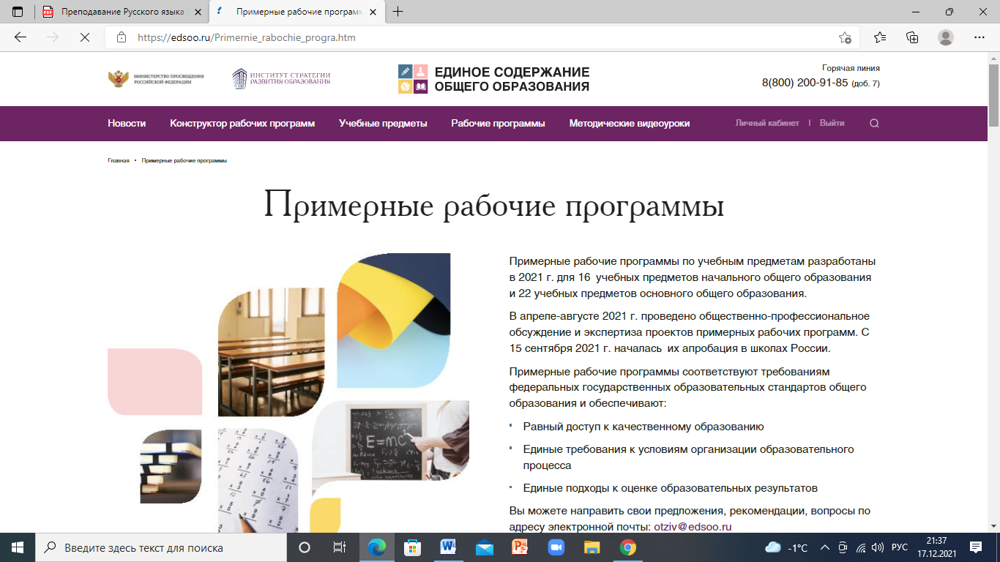 Преподавание Русского языка
Примерные рабочие програм
https://edsoo.ru/Primernie_rabochie_progra.htm
МИНИСТЕРСТВО ПРОСВЕЩЕНИЯ
РОССИЙСКОЙ ФЕДЕРАЦИИ
ИНСТИТУТ СТРАТЕГИИ
РАЗВИТИЯ ОБРАЗОВАНИЯ
ЕДИНОЕ СОДЕРЖАНИЕ
ОБЩЕГО ОБРАЗОВАНИЯ
Горячая линия
8(800) 200-91-85 (доб. 7)
Новости Конструктор рабочих программ Учебные предметы Рабочие программы Методические видеоуроки Личный кабинет | Выйти
Главная • Примерные рабочие программы
Примерные рабочие программы
Примерные рабочие программы по учебным предметам разработаны
в 2021 г. для 16 учебных предметов начального общего образования
и 22 учебных предметов основного общего образования.
В апреле-августе 2021 г. проведено общественно-профессиональное
обсуждение и экспертиза проектов примерных рабочих программ. С
15 сентября 2021 г. началась их апробация в школах России.
Примерные рабочие программы соответствуют требованиям
федеральных государственных образовательных стандартов общего
образования и обеспечивают:
Равный доступ к качественному образованию
Единые требования к условиям организации образовательного
процесса
Единые подходы к оценке образовательных результатов
Вы можете направить свои предложения, рекомендации, вопросы по
адресу электронной почты: otziv@edsoo.ru
E=mc²
Введите здесь текст для поиска
-1°C
РУС
21:37
17.12.2021